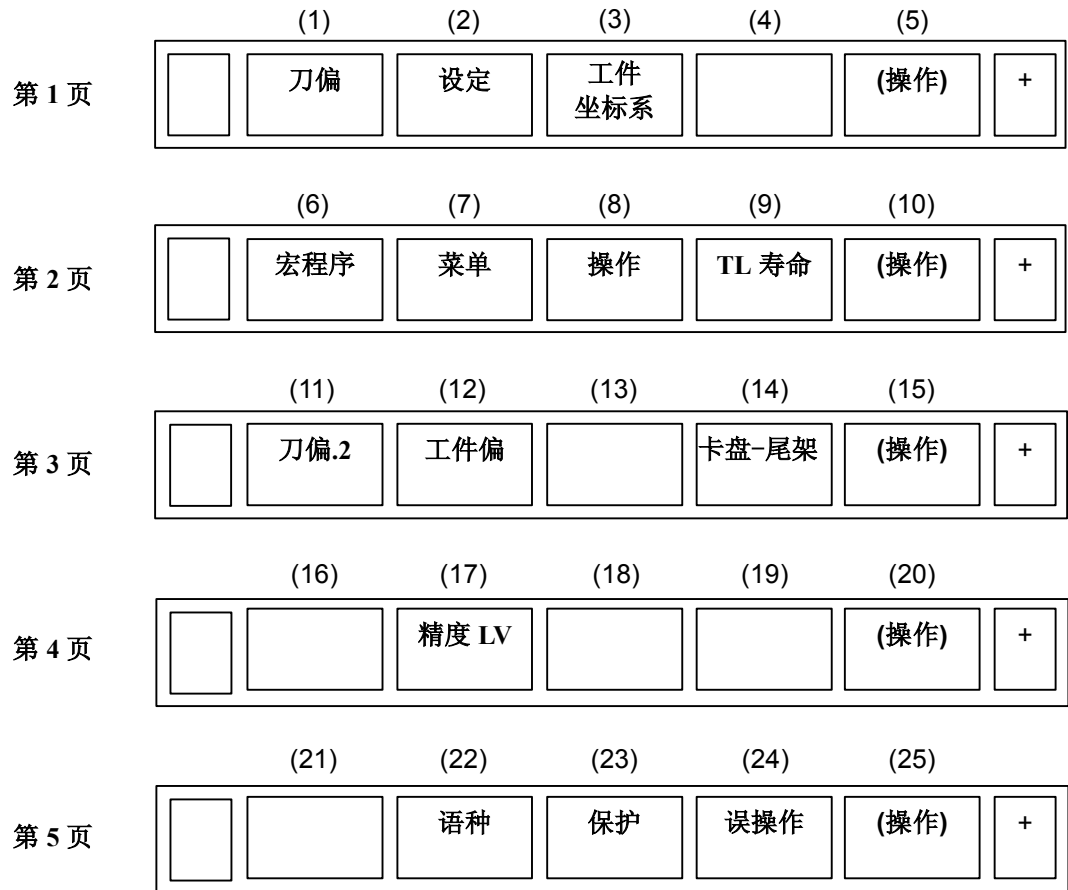 (1) (2) (3) (4) (5)
第 1 页 刀偏 设定 工件 坐标系 (操作) +
(6) (7) (8) (9) (10)
第 2 页 宏程序 菜单 操作 TL 寿命 (操作) +
(11) (12) (13) (14) (15)
第 3 页 刀偏.2 工件偏 卡盘-尾架 (操作) +
(16) (17) (18) (19) (20)
第 4 页 精度 LV (操作) +
(21) (22) (23) (24) (25)
第 5 页 语种 保护 误操作 (操作) +